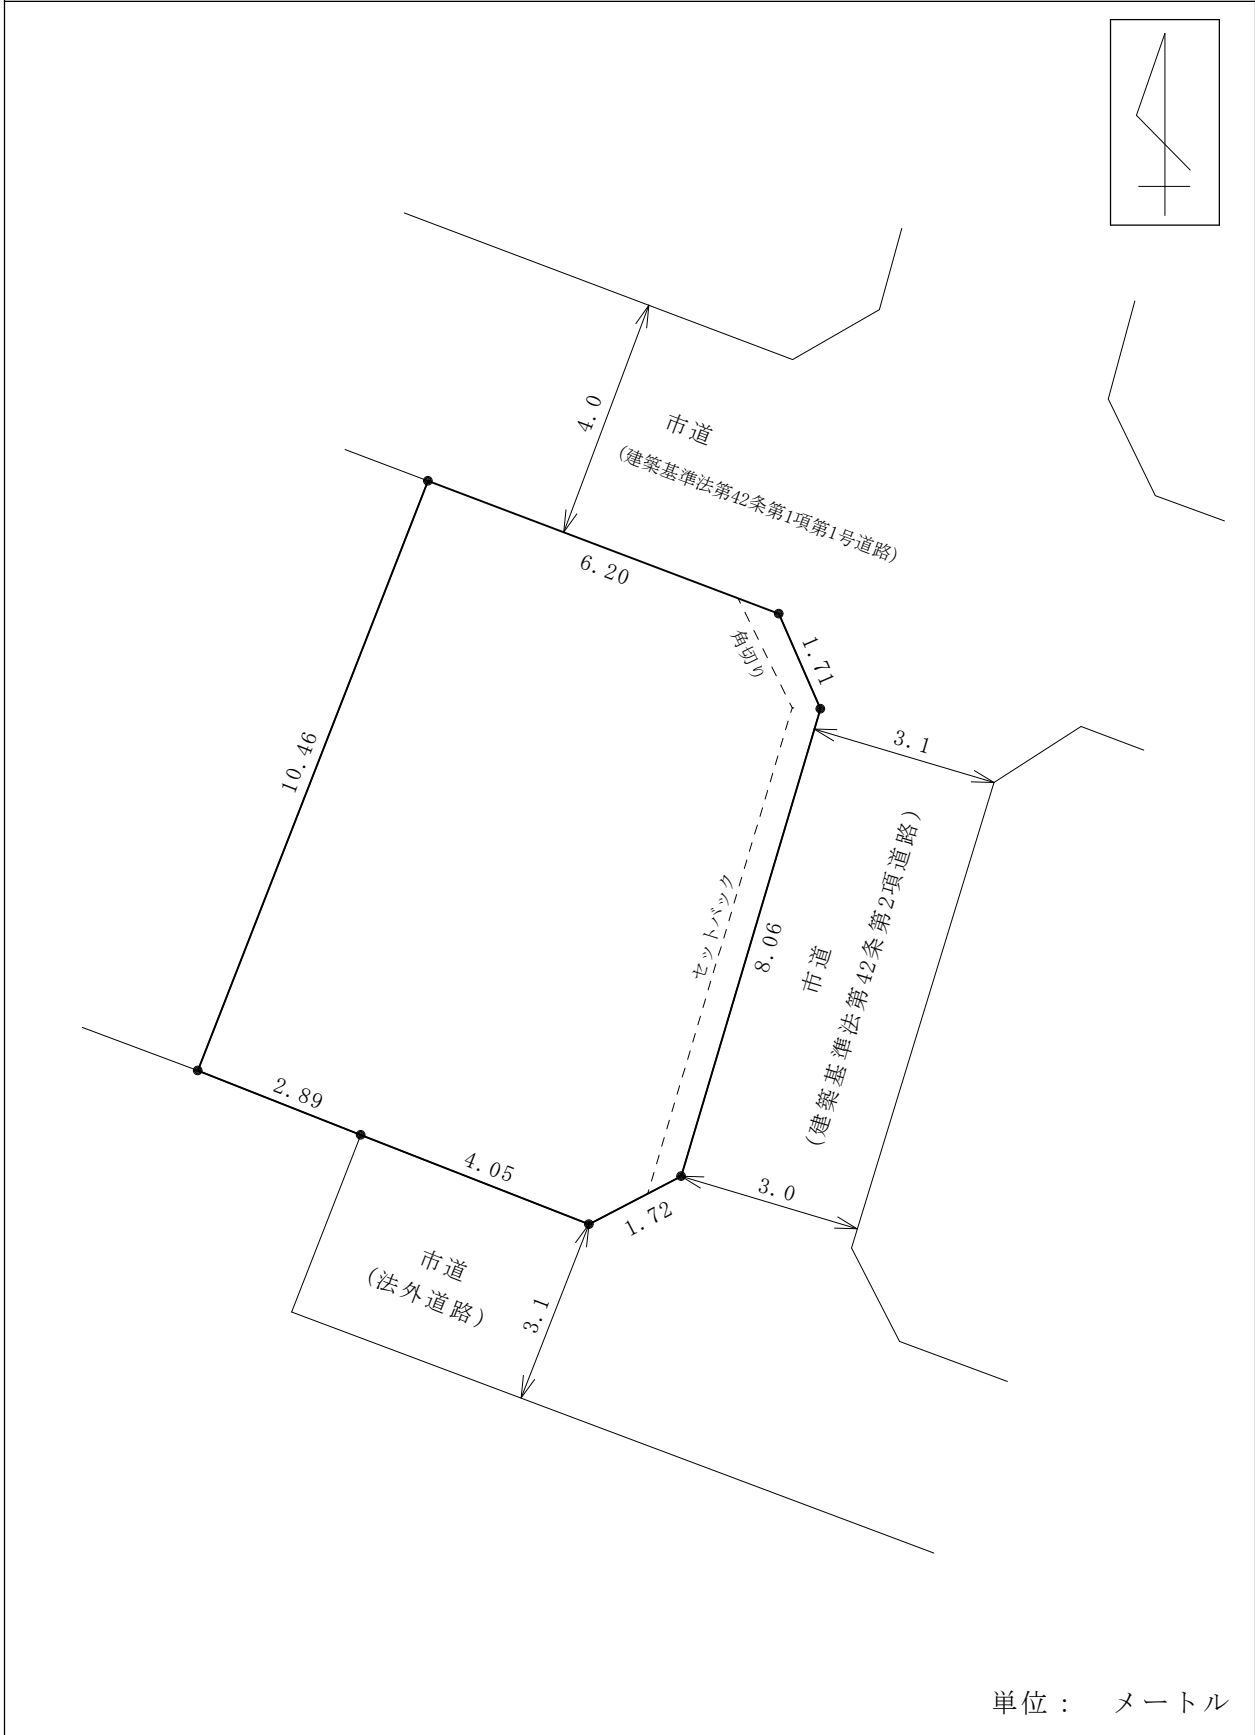 4.0
市道
(建築基準法第42条第1項第1号道路)
6.20
角切り
1.71
3.1
10.46
セットバック
8.06
市道
(建築基準法第42条第2項道路)
2.89
4.05
1.72
3.0
市道
(法外道路)
3.1
単位： メートル